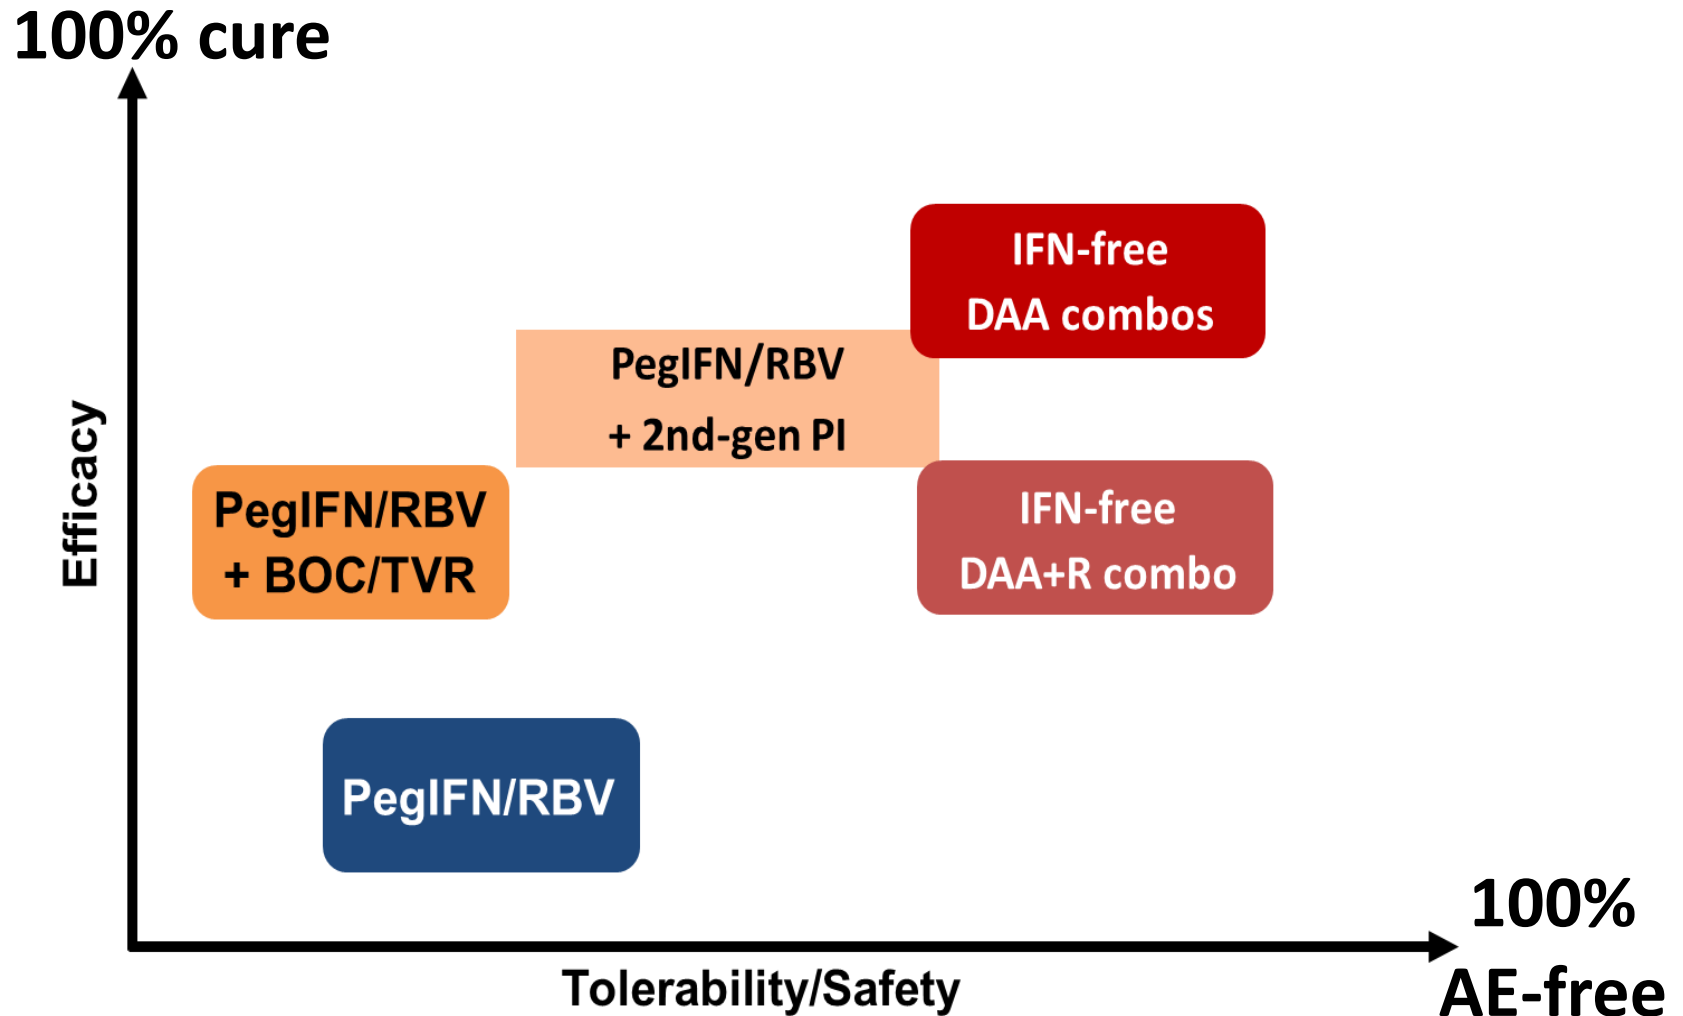 100% cure
IFN-free
DAA combos
PegIFN/RBV
+ 2nd-gen PI
PegIFN/RBV
+ BOC/TVR
IFN-free
DAA+R combo
Efficacy
PegIFN/RBV
100%
AE-free
Tolerability/Safety